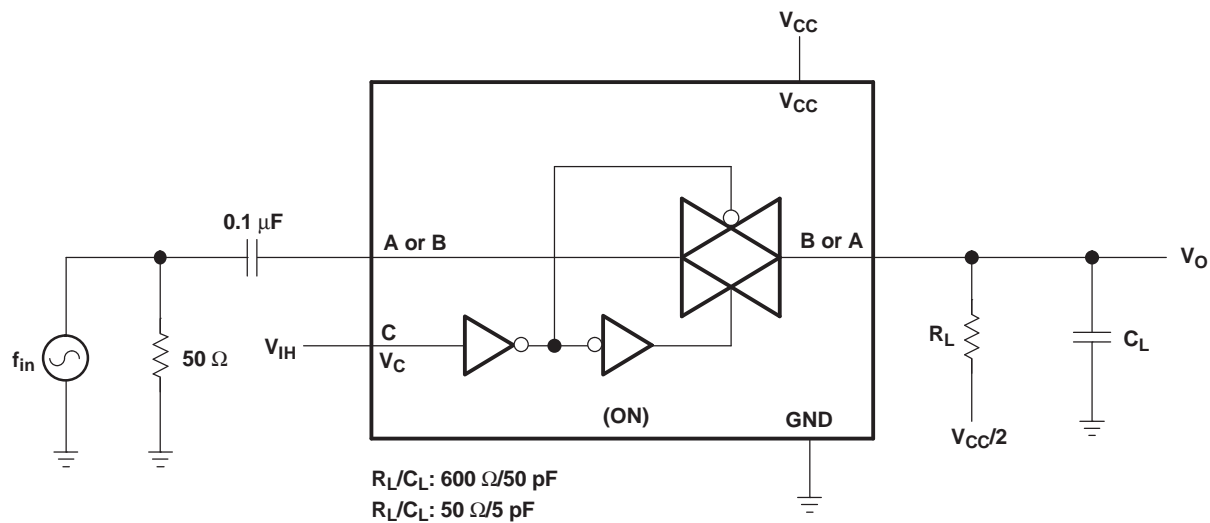 VCC
VCC
0.1 μF
A or B
B or A
VO
fin
50 Ω
VIH
C
VC
RL
CL
(ON)
GND
VCC/2
RL/CL: 600 Ω/50 pF
RL/CL: 50 Ω/5 pF